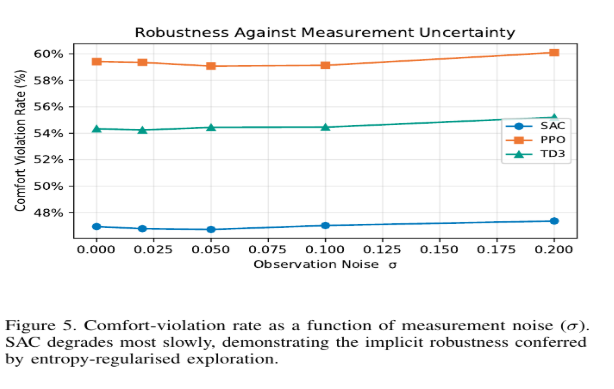 Robustness Against Measurement Uncertainty
60%
58%
56%
54%
52%
50%
48%
Comfort Violation Rate (%)
SAC
PPO
TD3
0.000 0.025 0.050 0.075 0.100 0.125 0.150 0.175 0.200
Observation Noise σ
Figure 5. Comfort-violation rate as a function of measurement noise (σ).
SAC degrades most slowly, demonstrating the implicit robustness conferred
by entropy-regularised exploration.